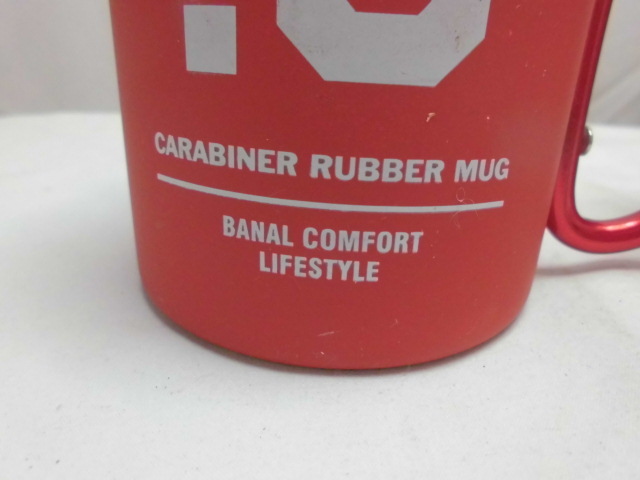 CARABINER RUBBER MUG
BANAL COMFORT
LIFESTYLE